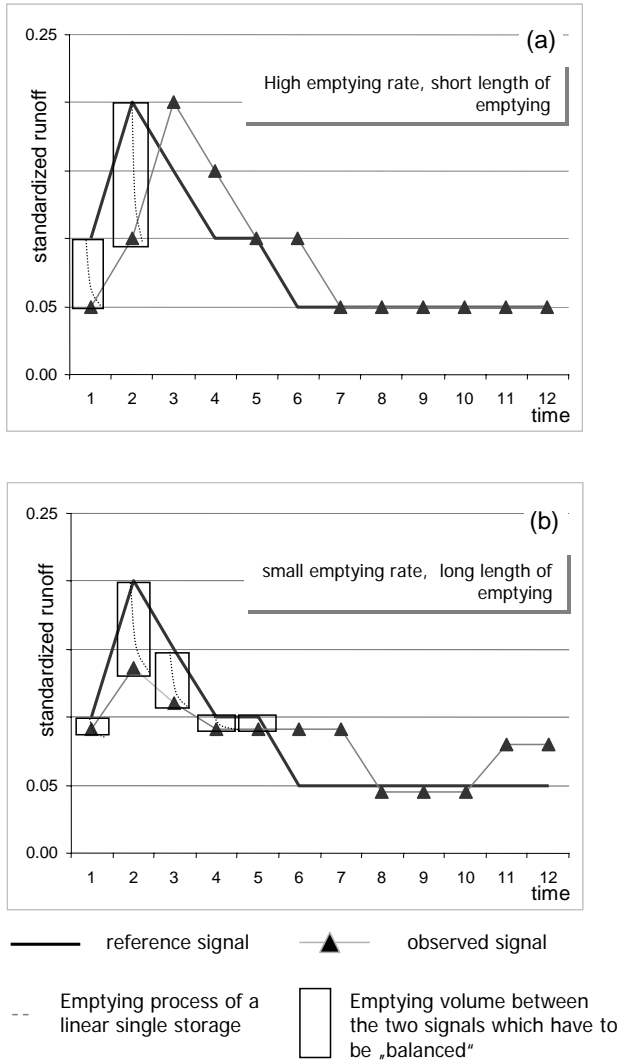 0.25
(a)
High emptying rate, short length of
emptying
standardized runoff
0.05
0.00
1 2 3 4 5 6 7 8 9 10 11 12
time
0.25
(b)
small emptying rate, long length of
emptying
standardized runoff
0.05
0.00
1 2 3 4 5 6 7 8 9 10 11 12
time
reference signal
observed signal
Emptying process of a
linear single storage
Emptying volume between
the two signals which have to
be „balanced“